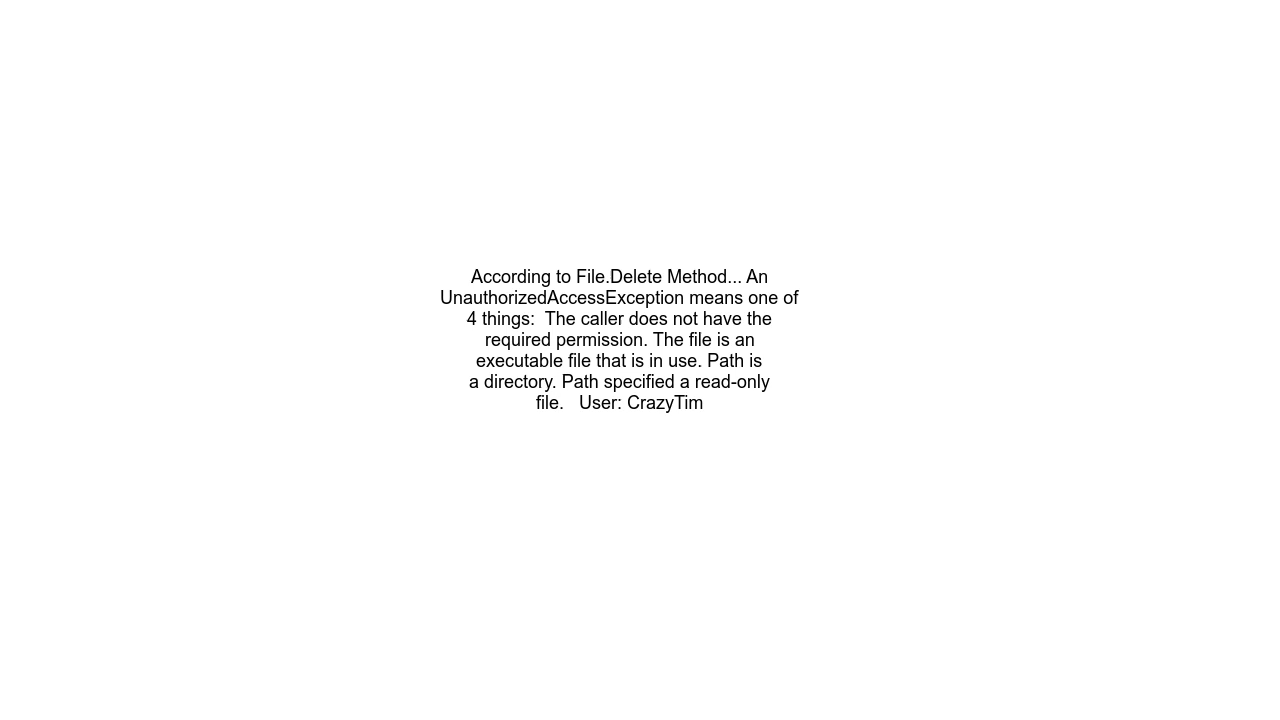 According to File.Delete Method... An
UnauthorizedAccessException means one of
4 things:  The caller does not have the
required permission. The file is an
executable file that is in use. Path is
a directory. Path specified a read-only
file.   User: CrazyTim